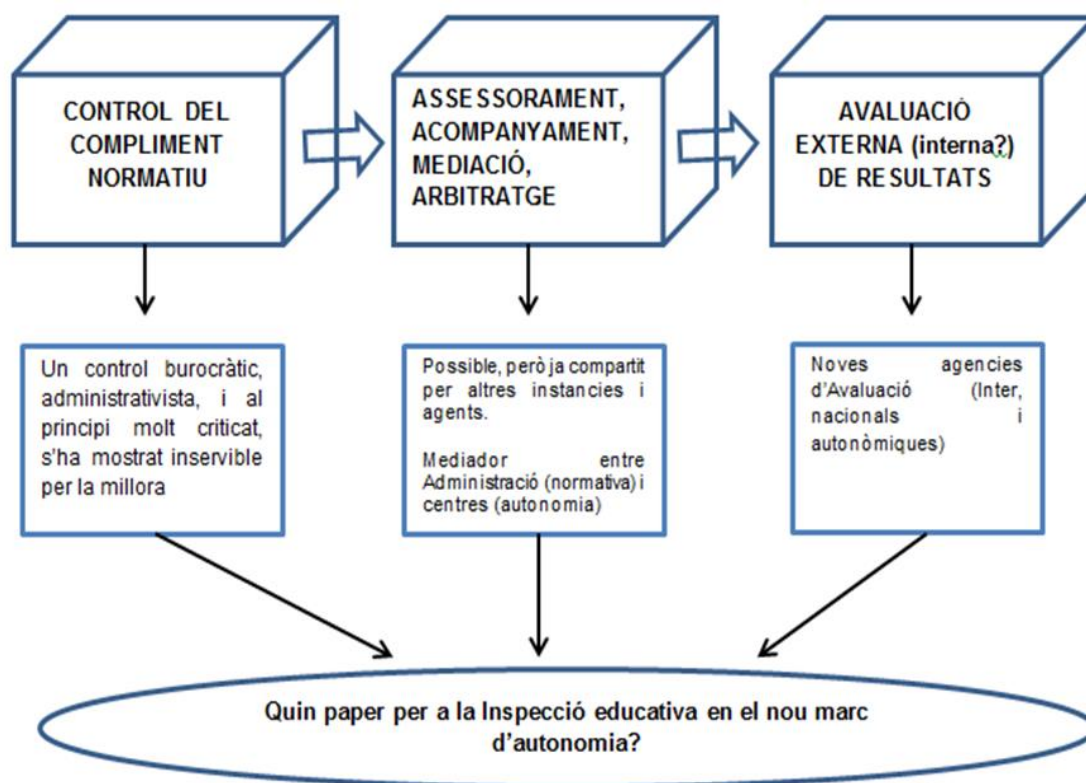 CONTROL DEL
COMPLIMENT
NORMATIU
ASSESSORAMENT,
ACOMPANYAMENT,
MEDIACIÓ,
ARBITRATGE
AVALUACIÓ
EXTERNA (interna?)
DE RESULTATS
Un control burocràtic,
administrativista, i al
principi molt criticat,
s'ha mostrat inservible
per la millora
Possible, però ja compartit
per altres instancies i
agents.
Mediador entre
Administració (normativa) i
centres (autonomia)
Noves agencies
d'Avaluació (Inter,
nacionals i
autonòmiques)
Quin paper per a la Inspecció educativa en el nou marc
d'autonomia?